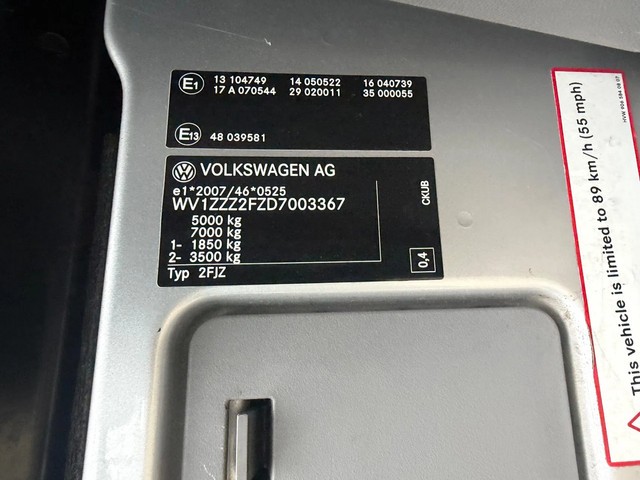 E1 13 104749 14 050522 16 040739
17 A 070544 29 020011 35 000055
E13 48 039581
VOLKSWAGEN AG
e1*2007/46*0525
WV1ZZZ2FZD7003367
5000 kg
7000 kg
1- 1850 kg
2- 3500 kg
Typ 2FJZ
CKUB
0,4
This vehicle is limited to 89 km/h (55 mph)